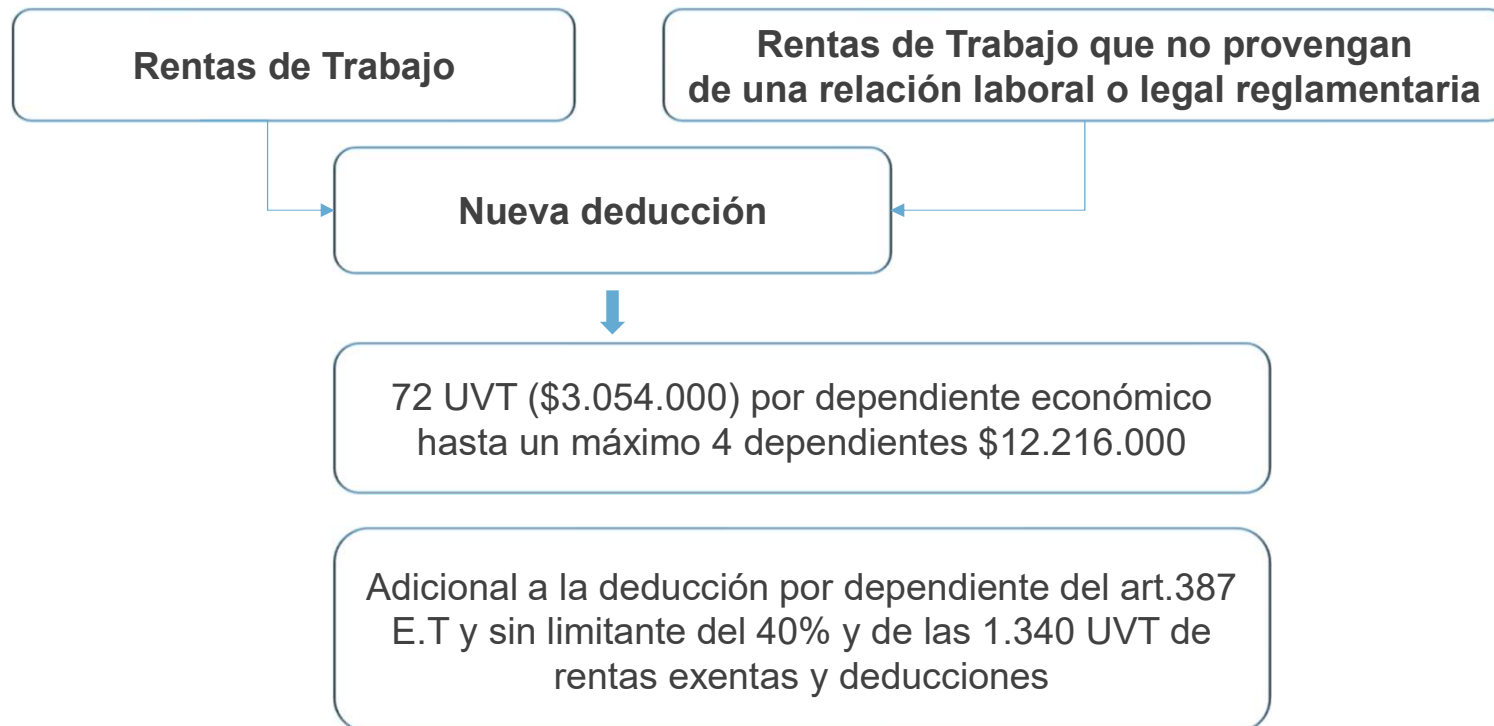 Rentas de Trabajo
Rentas de Trabajo que no provengan
de una relación laboral o legal reglamentaria
Nueva deducción
72 UVT ($3.054.000) por dependiente económico
hasta un máximo 4 dependientes $12.216.000
Adicional a la deducción por dependiente del art.387
E.T y sin limitante del 40% y de las 1.340 UVT de
rentas exentas y deducciones